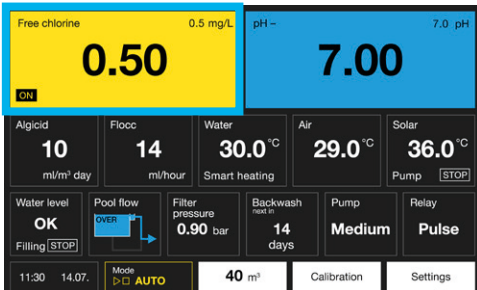 Free chlorine 0.5 mg/L
0.50
ON
pH – 7.0 pH
7.00
Algicid
10
ml/m³ day
Flocc
14
ml/hour
Water
30.0°C
Smart heating
Air
29.0°C
Solar
36.0°C
Pump STOP
Water level
OK
Filling STOP
Pool flow
OVER
Filter
pressure
0.90 bar
Backwash
next in
14
days
Pump
Medium
Relay
Pulse
11:30 14.07.
Mode
AUTO
40 m³
Calibration
Settings